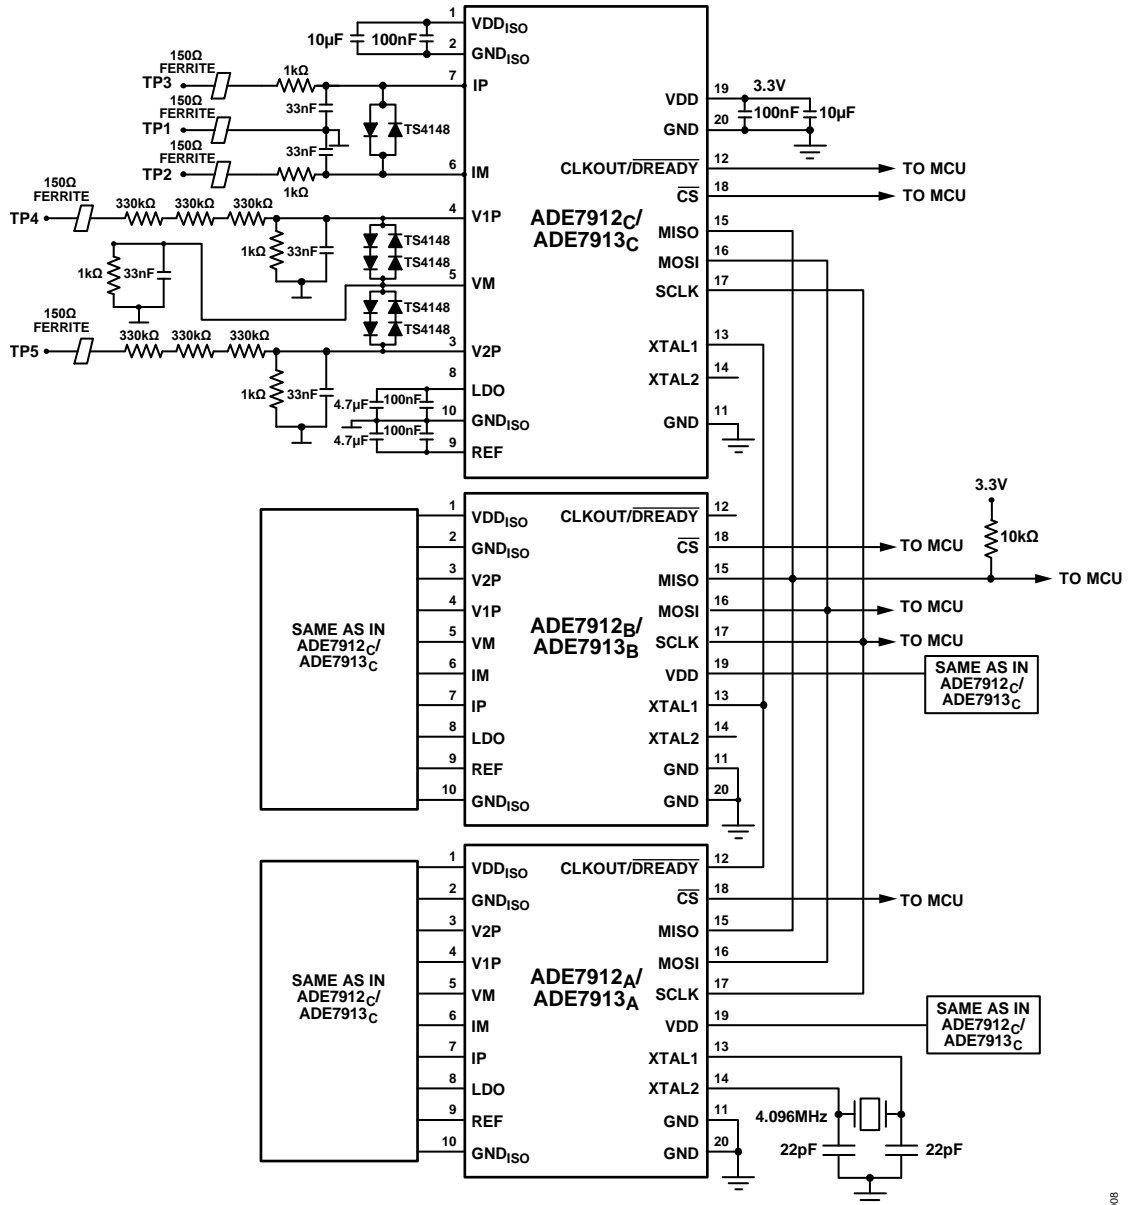 1
VDDISO
10µF
100nF
2
GNDISO
150Ω
FERRITE
1kΩ
7
TP3
IP
150Ω
FERRITE
33nF
TP1
TS4148
150Ω
FERRITE
33nF
6
TP2
IM
1kΩ
150Ω
FERRITE
330kΩ
330kΩ
330kΩ
4
TP4
V1P
1kΩ
33nF
TS4148
TS4148
5
VM
1kΩ
33nF
TS4148
TS4148
150Ω
FERRITE
330kΩ
330kΩ
330kΩ
3
TP5
V2P
1kΩ
33nF
8
LDO
4.7µF
100nF
10
GNDISO
4.7µF
100nF
9
REF
ADE7912C/
ADE7913C
19
3.3V
VDD
100nF
10µF
20
GND
12
CLKOUT/DREADY
TO MCU
18
CS
TO MCU
15
MISO
16
MOSI
17
SCLK
13
XTAL1
14
XTAL2
11
GND
3.3V
10kΩ
TO MCU
SAME AS IN
ADE7912C/
ADE7913C
1
VDDISO
2
GNDISO
3
V2P
4
V1P
5
VM
6
IM
7
IP
8
LDO
9
REF
10
GNDISO
ADE7912B/
ADE7913B
CLKOUT/DREADY
12
CS
18
TO MCU
MISO
15
MOSI
16
TO MCU
SCLK
17
TO MCU
VDD
19
SAME AS IN
ADE7912C/
ADE7913C
XTAL1
13
XTAL2
14
GND
11
GND
20
SAME AS IN
ADE7912C/
ADE7913C
1
VDDISO
2
GNDISO
3
V2P
4
V1P
5
VM
6
IM
7
IP
8
LDO
9
REF
10
GNDISO
ADE7912A/
ADE7913A
CLKOUT/DREADY
12
CS
18
TO MCU
MISO
15
MOSI
16
SCLK
17
VDD
19
SAME AS IN
ADE7912C/
ADE7913C
XTAL1
13
XTAL2
14
GND
11
GND
20
4.096MHz
22pF
22pF